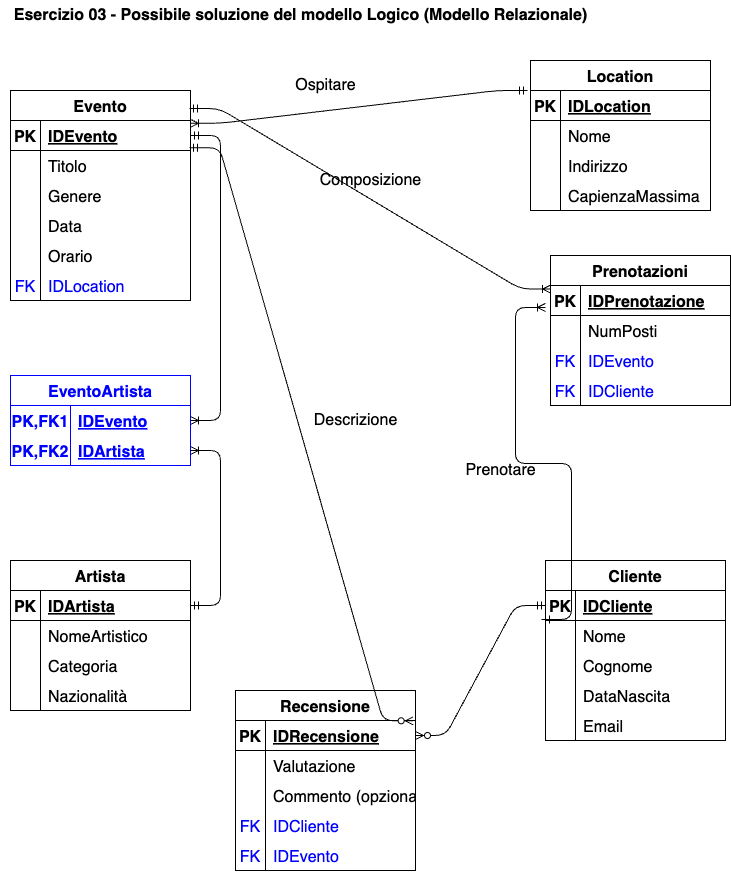 Esercizio 03 - Possibile soluzione del modello Logico (Modello Relazionale)
Ospitare
Location
PK IDLocation
Nome
Indirizzo
CapienzaMassima
Evento
PK IDEvento
Titolo
Genere
Data
Orario
FK IDLocation
Composizione
Prenotazioni
PK IDPrenotazione
NumPosti
FK IDEvento
FK IDCliente
EventoArtista
PK,FK1 IDEvento
PK,FK2 IDArtista
Descrizione
Prenotare
Artista
PK IDArtista
NomeArtistico
Categoria
Nazionalità
Cliente
PK IDCliente
Nome
Cognome
DataNascita
Email
Recensione
PK IDRecensione
Valutazione
Commento (opziona
FK IDCliente
FK IDEvento